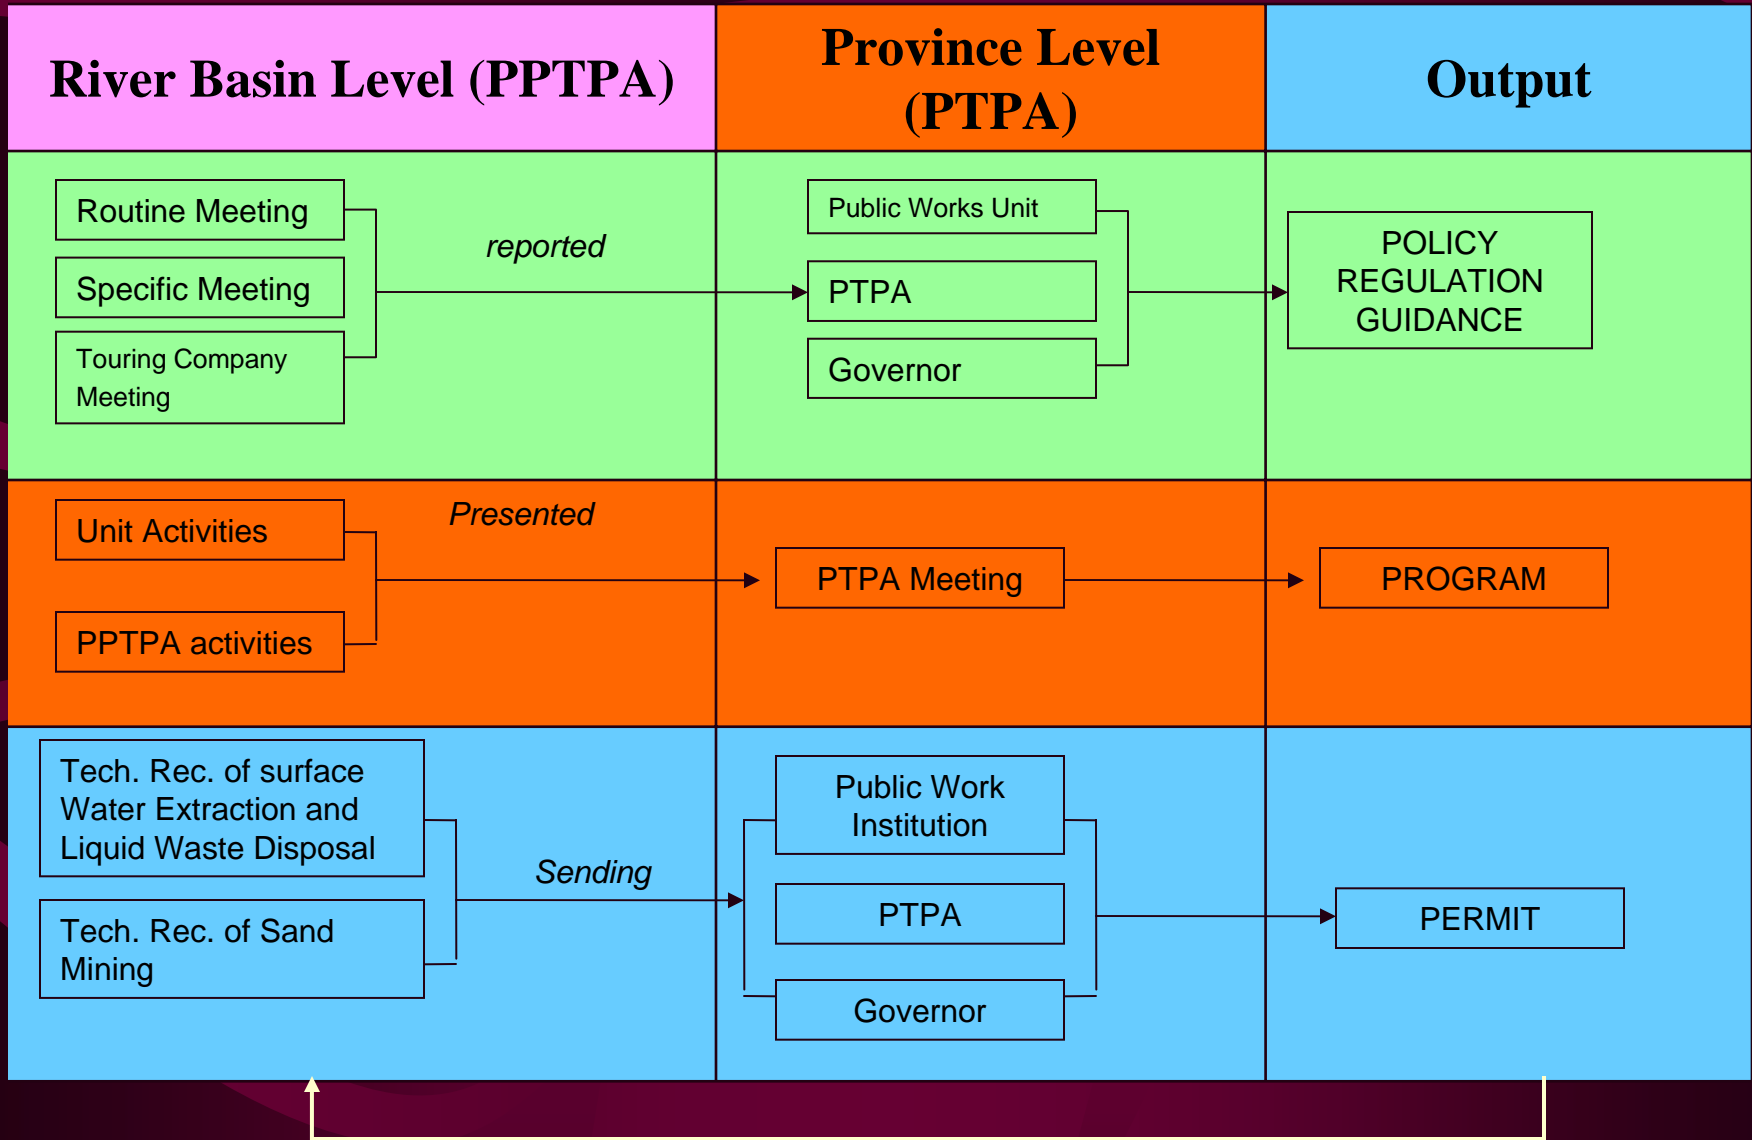 River Basin Level (PPTPA)
Province Level
(PTPA)
Output
Routine Meeting
Specific Meeting
Touring Company
Meeting
reported
Public Works Unit
PTPA
Governor
POLICY
REGULATION
GUIDANCE
Unit Activities
PPTPA activities
Presented
PTPA Meeting
PROGRAM
Tech. Rec. of surface
Water Extraction and
Liquid Waste Disposal
Tech. Rec. of Sand
Mining
Sending
Public Work
Institution
PTPA
Governor
PERMIT